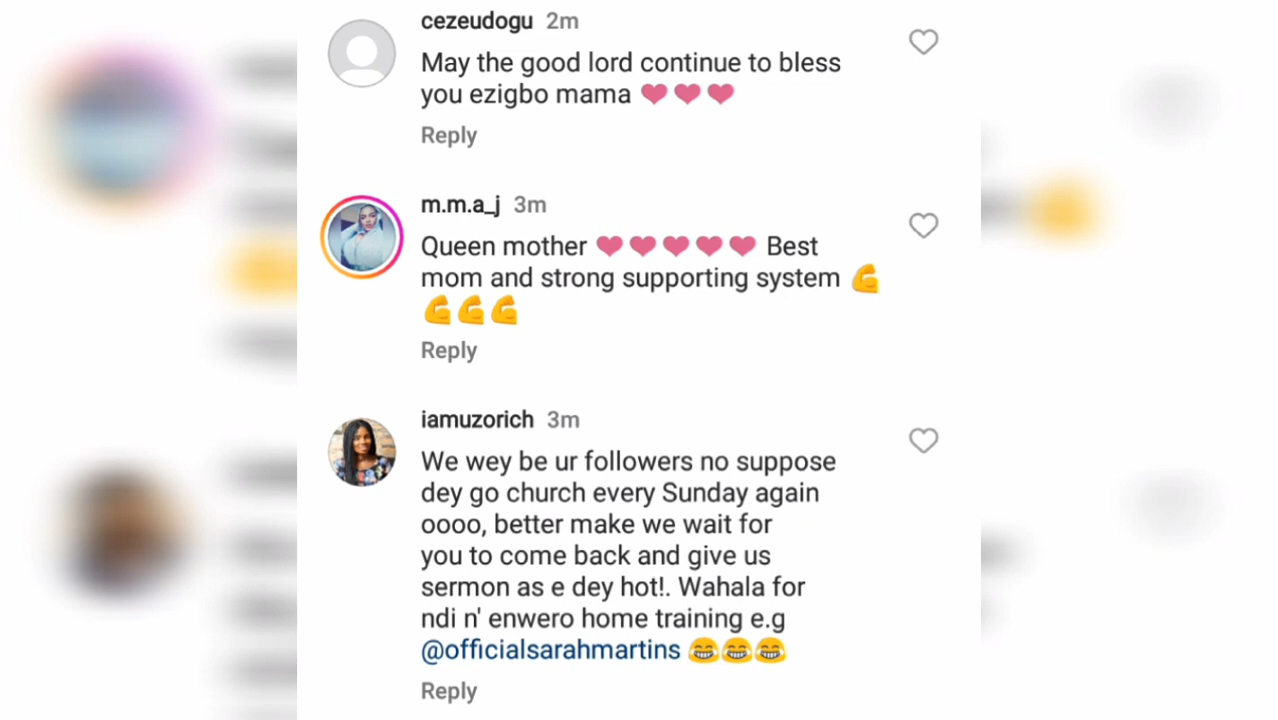 cezeudogu 2m
May the good lord continue to bless
you ezigbo mama ❤❤❤
Reply
m.m.a_j 3m
Queen mother ❤❤❤❤❤ Best
mom and strong supporting system 💪
💪💪💪
Reply
iamuzorich 3m
We wey be ur followers no suppose
dey go church every Sunday again
oooo, better make we wait for
you to come back and give us
sermon as e dey hot!. Wahala for
ndi n' enwero home training e.g
@officialsarahmartins 😂😂😂
Reply